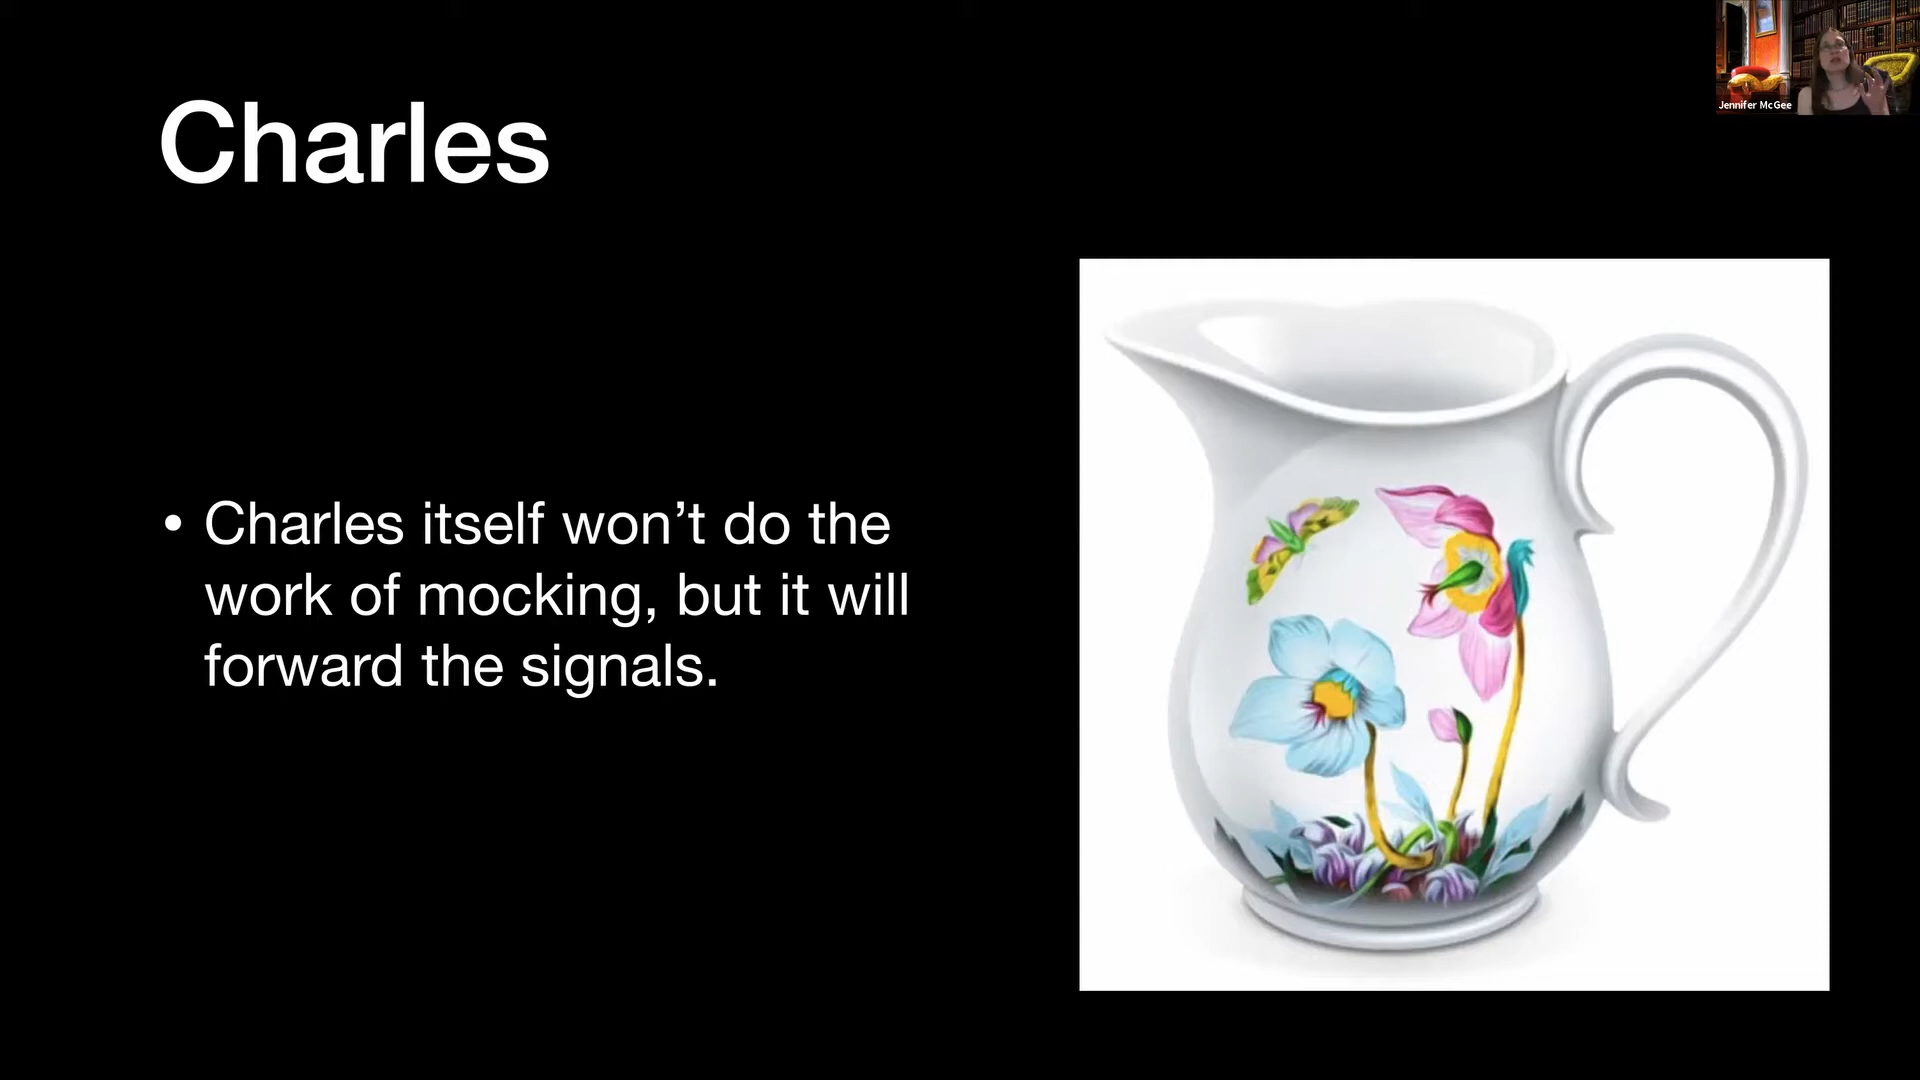 Charles
• Charles itself won’t do the
work of mocking, but it will
forward the signals.
Jennifer McGee